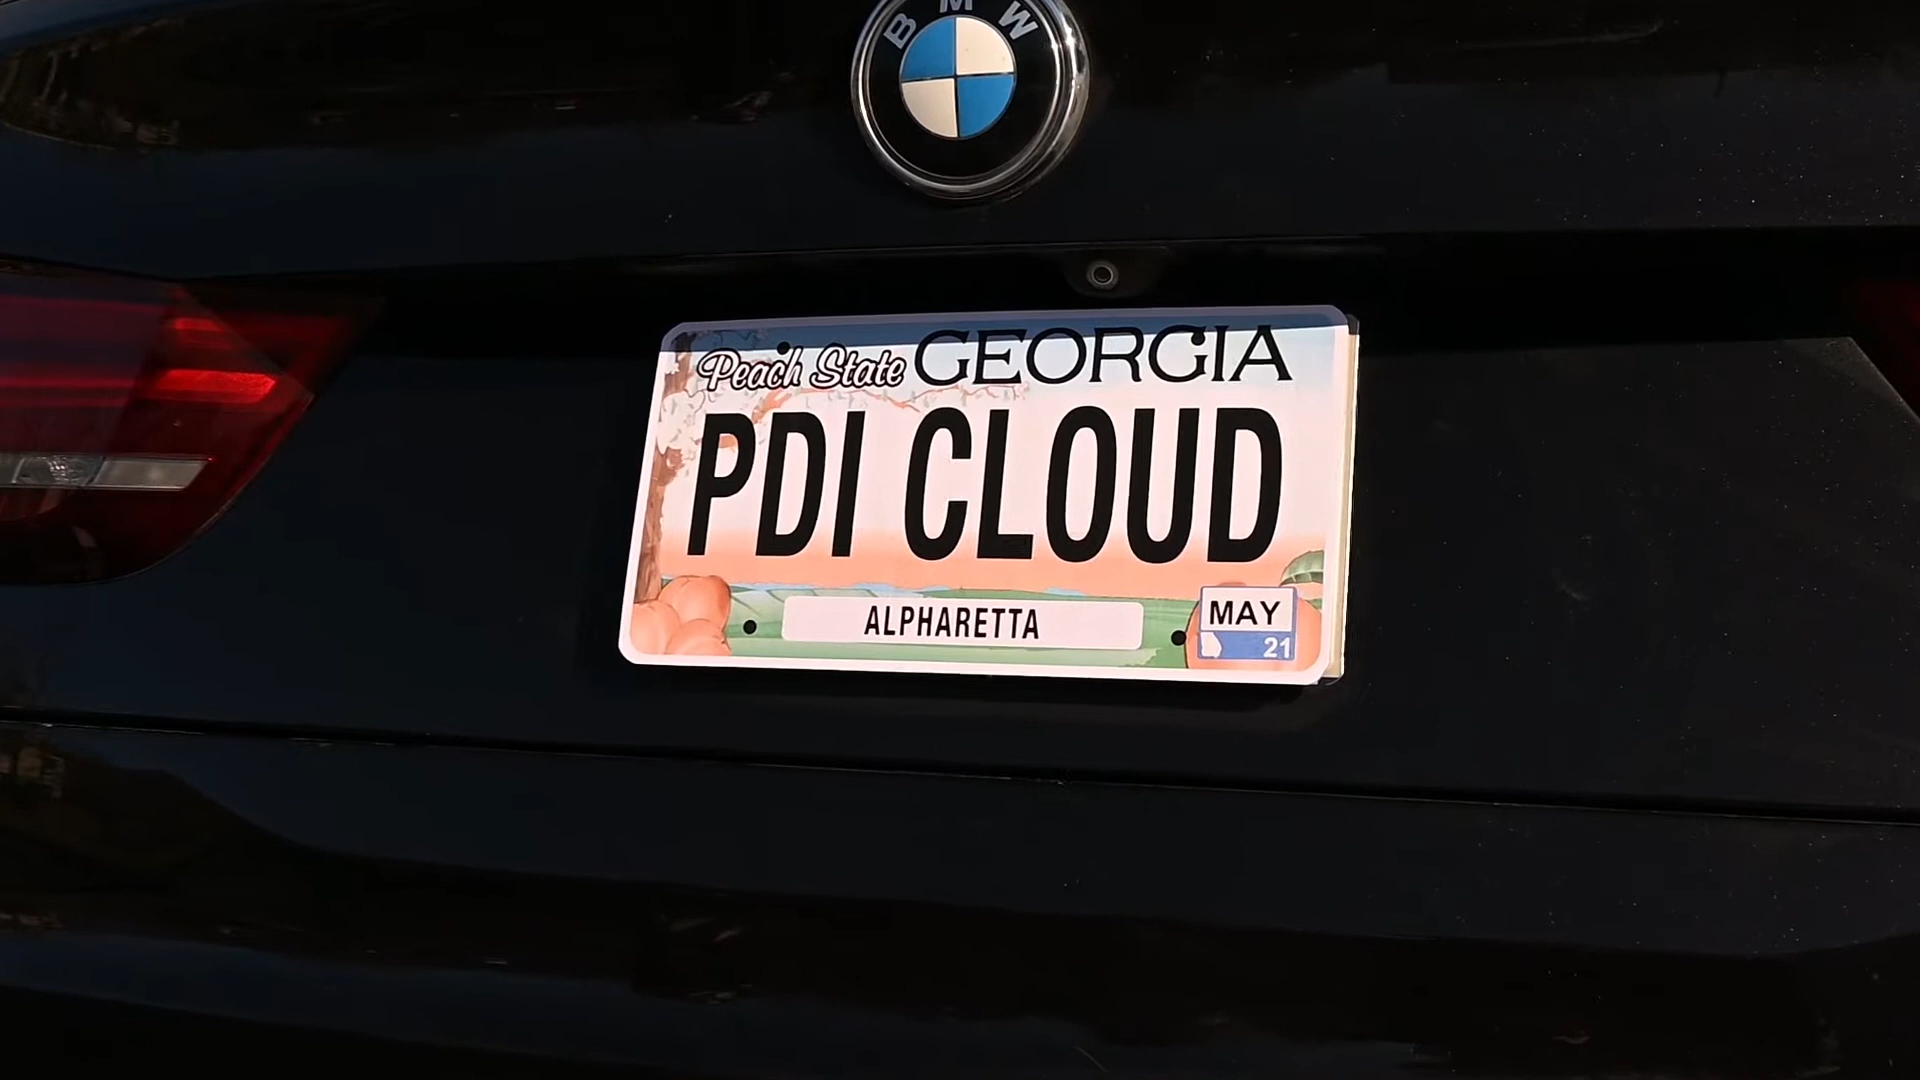 BMW
Peach State GEORGIA
PDI CLOUD
ALPHARETTA
MAY
21